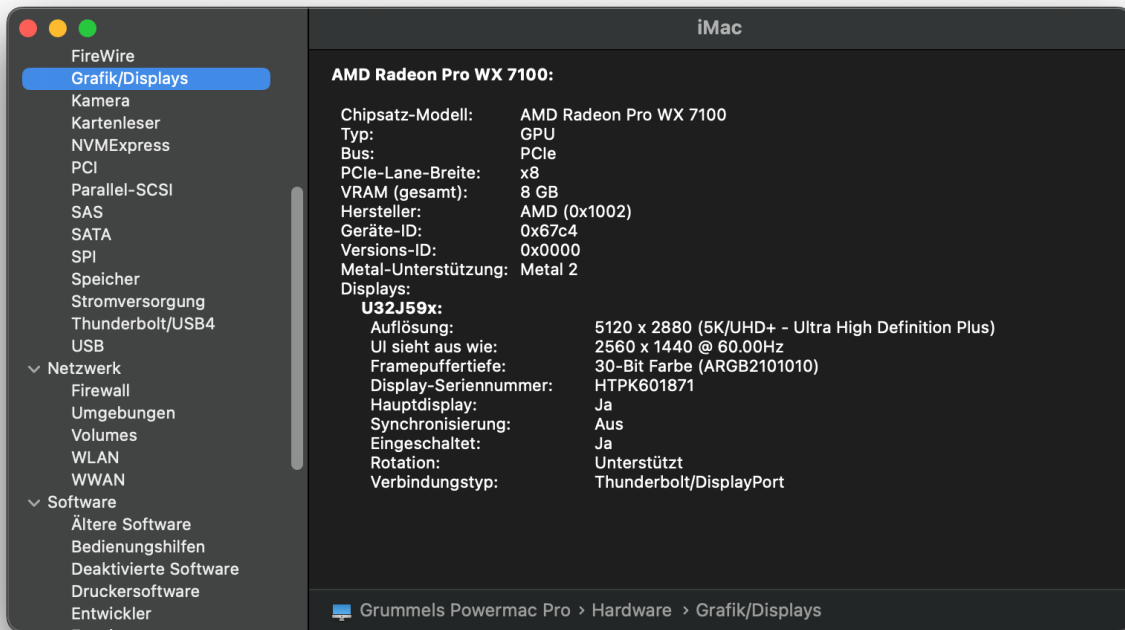 iMac
FireWire
Grafik/Displays
Kamera
Kartenleser
NVMExpress
PCI
Parallel-SCSI
SAS
SATA
SPI
Speicher
Stromversorgung
Thunderbolt/USB4
USB
Netzwerk
Firewall
Umgebungen
Volumes
WLAN
WWAN
Software
Ältere Software
Bedienungshilfen
Deaktivierte Software
Druckersoftware
Entwickler
AMD Radeon Pro WX 7100:
Chipsatz-Modell: AMD Radeon Pro WX 7100
Typ: GPU
Bus: PCIe
PCIe-Lane-Breite: x8
VRAM (gesamt): 8 GB
Hersteller: AMD (0x1002)
Geräte-ID: 0x67c4
Versions-ID: 0x0000
Metal-Unterstützung: Metal 2
Displays:
U32J59x:
Auflösung: 5120 x 2880 (5K/UHD+ - Ultra High Definition Plus)
UI sieht aus wie: 2560 x 1440 @ 60.00Hz
Framepuffertiefe: 30-Bit Farbe (ARGB2101010)
Display-Seriennummer: HTPK601871
Hauptdisplay: Ja
Synchronisierung: Aus
Eingeschaltet: Ja
Rotation: Unterstützt
Verbindungstyp: Thunderbolt/DisplayPort
Grummels Powermac Pro › Hardware › Grafik/Displays